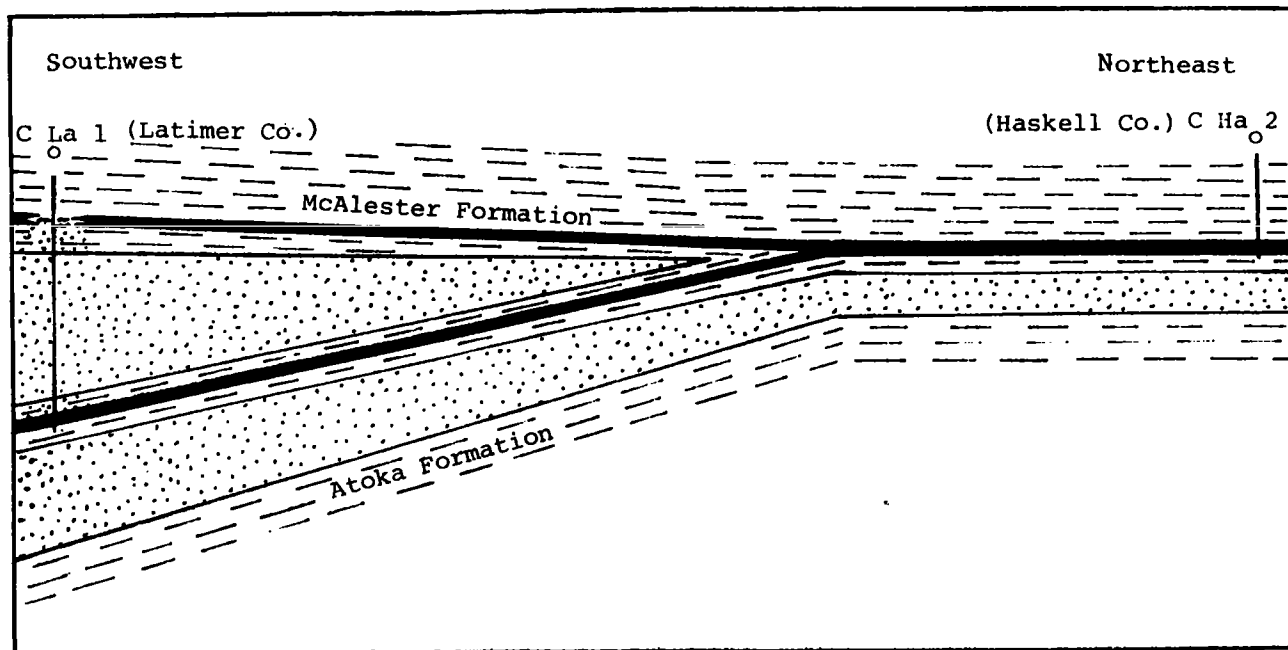 Southwest
Northeast
C La 1 (Latimer Co.)
(Haskell Co.) C Ha 2
McAlester Formation
Atoka Formation